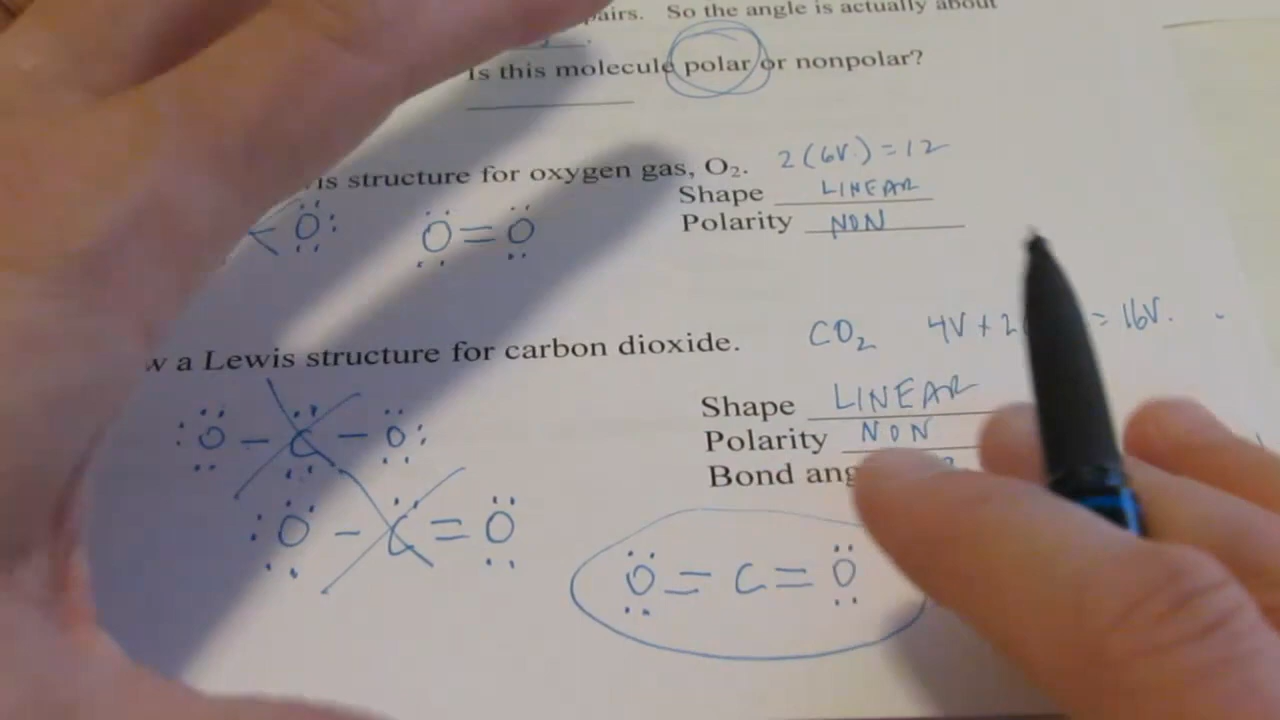 pairs. So the angle is actually about
Is this molecule polar or nonpolar?
is structure for oxygen gas, O₂. 2(6V.)=12
Shape LINEAR
Polarity NON
:Ö: Ö=Ö
w a Lewis structure for carbon dioxide. CO₂ 4V+2 = 16V.
Shape LINEAR
Polarity NON
Bond ang
:O - C - O:
:O - C = O
O = C = O